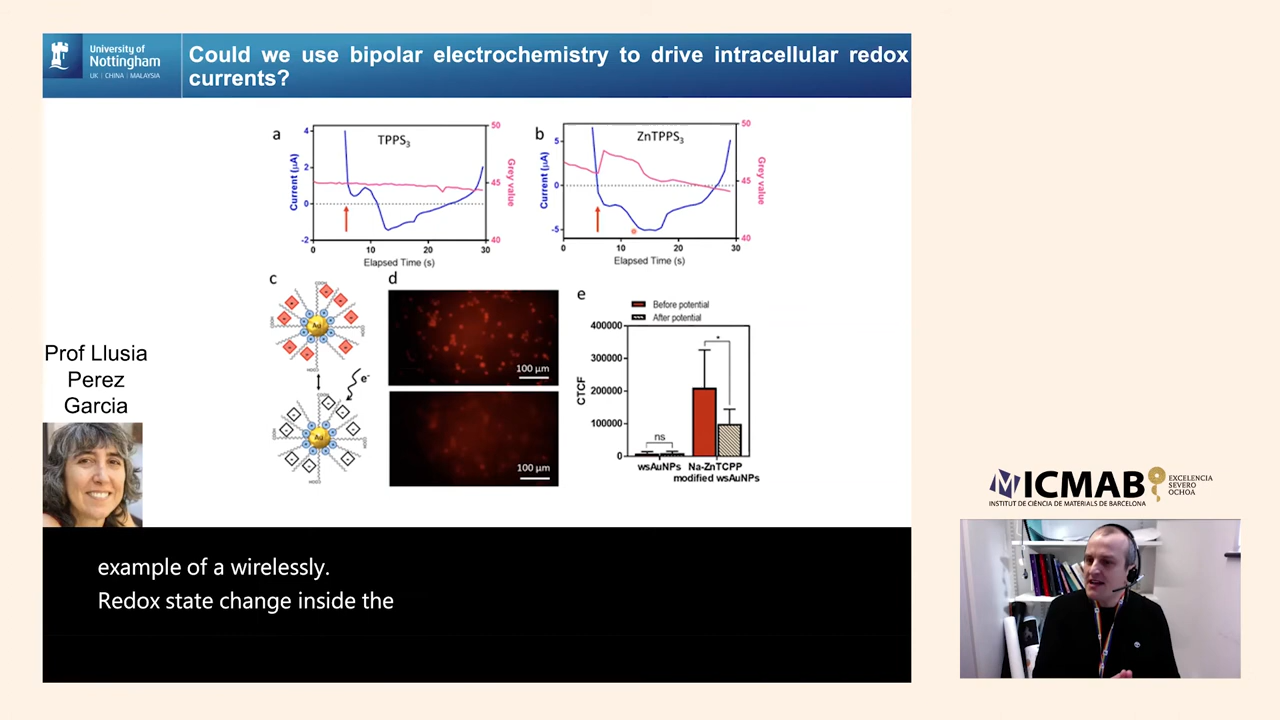 University of
Nottingham
UK | CHINA | MALAYSIA
Could we use bipolar electrochemistry to drive intracellular redox
currents?
a
TPPS3
4
2
0
-2
Current (µA)
50
45
40
Grey value
0
10
20
30
Elapsed Time (s)
b
ZnTPPS3
5
0
-5
Current (µA)
50
45
40
Grey value
0
10
20
30
Elapsed Time (s)
c
COOH
COOH
COOH
HOOC
Au
e-
Au
d
100 µm
100 µm
e
Before potential
After potential
400000
300000
200000
100000
0
CTCF
ns
*
wsAuNPs
Na-ZnTCPP
modified wsAuNPs
Prof Llusia
Perez
Garcia
example of a wirelessly.
Redox state change inside the
ICMAB
INSTITUT DE CIÈNCIA DE MATERIALS DE BARCELONA
EXCELENCIA
SEVERO
OCHOA